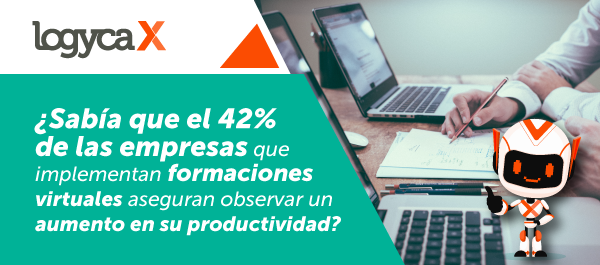 logyca X
¿Sabía que el 42%
de las empresas que
implementan formaciones
virtuales aseguran observar un
aumento en su productividad?